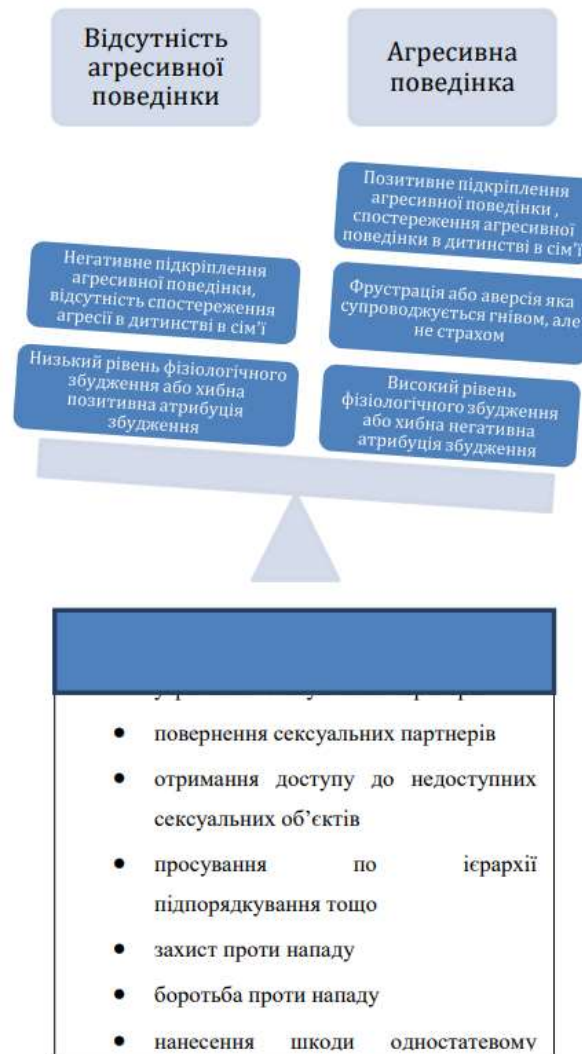 Відсутність
агресивної
поведінки
Агресивна
поведінка
Позитивне підкріплення
агресивної поведінки ,
спостереження агресивної
поведінки в дитинстві в сім'ї
Негативне підкріплення
агресивної поведінки,
відсутність спостереження
агресії в дитинстві в сім'ї
Фрустрація або аверсія яка
супроводжується гнівом, але
не страхом
Низький рівень фізіологічного
збудження або хибна
позитивна атрибуція
збудження
Високий рівень
фізіологічного збудження
або хибна негативна
атрибуція збудження
● повернення сексуальних партнерів
● отримання доступу до недоступних
сексуальних об’єктів
● просування по ієрархії
підпорядкування тощо
● захист проти нападу
● боротьба проти нападу
● нанесення шкоди одностатевому